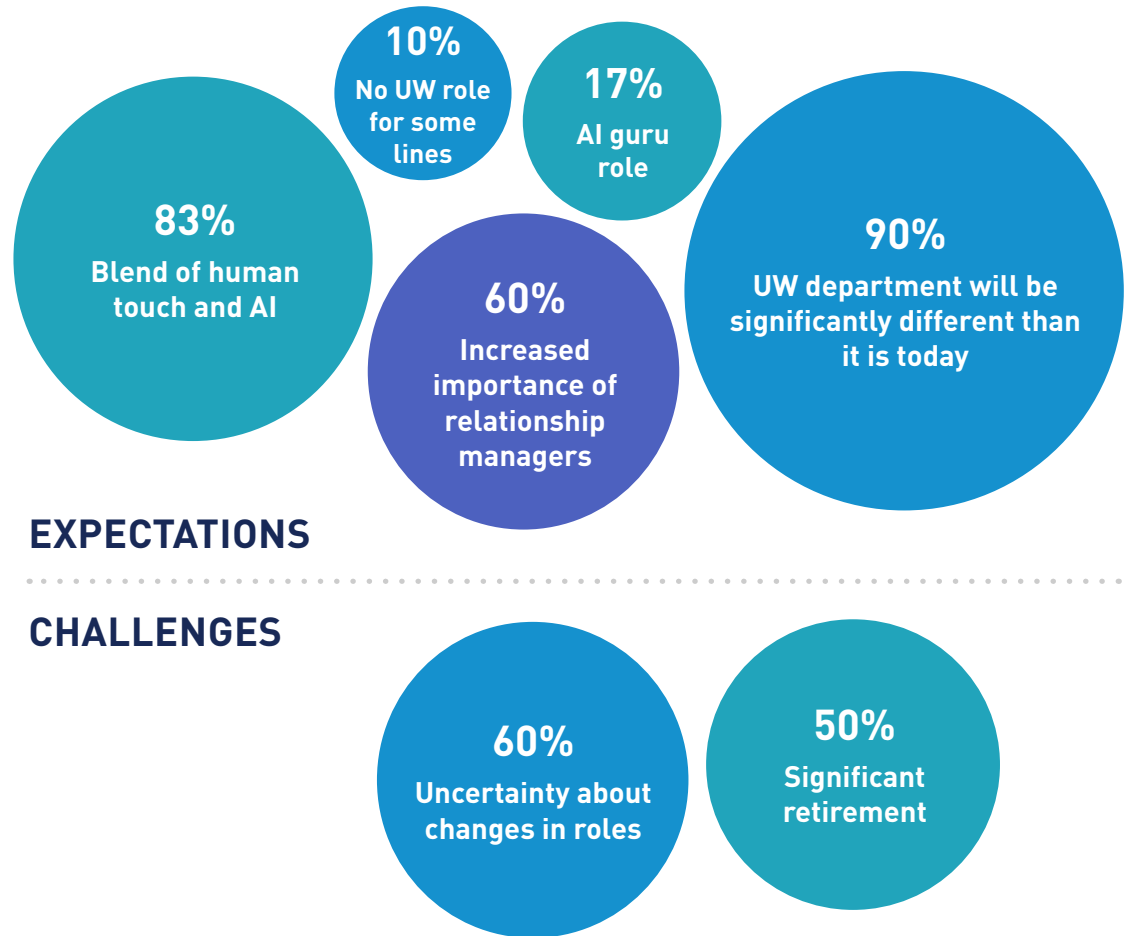 10%
No UW role
for some
lines
17%
AI guru
role
83%
Blend of human
touch and AI
60%
Increased
importance of
relationship
managers
90%
UW department will be
significantly different than
it is today
EXPECTATIONS
CHALLENGES
60%
Uncertainty about
changes in roles
50%
Significant
retirement